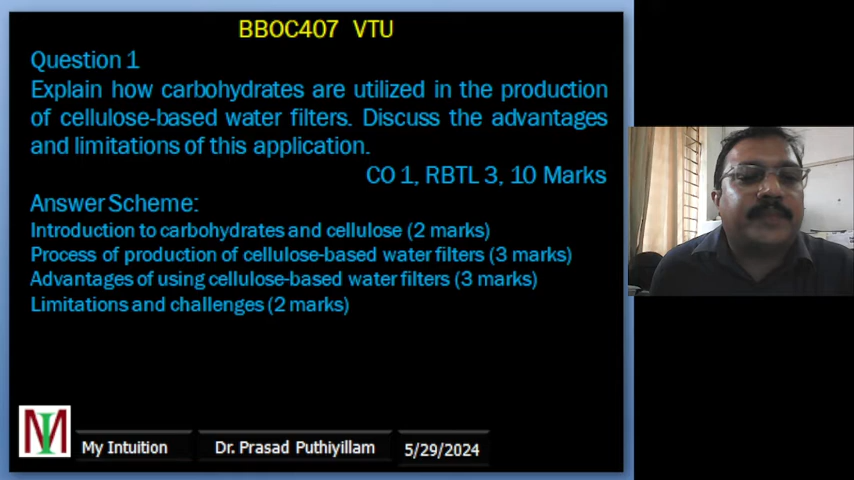 BBOC407 VTU
Question 1
Explain how carbohydrates are utilized in the production
of cellulose-based water filters. Discuss the advantages
and limitations of this application.
CO 1, RBTL 3, 10 Marks
Answer Scheme:
Introduction to carbohydrates and cellulose (2 marks)
Process of production of cellulose-based water filters (3 marks)
Advantages of using cellulose-based water filters (3 marks)
Limitations and challenges (2 marks)
MI
My Intuition
Dr. Prasad Puthiyillam
5/29/2024